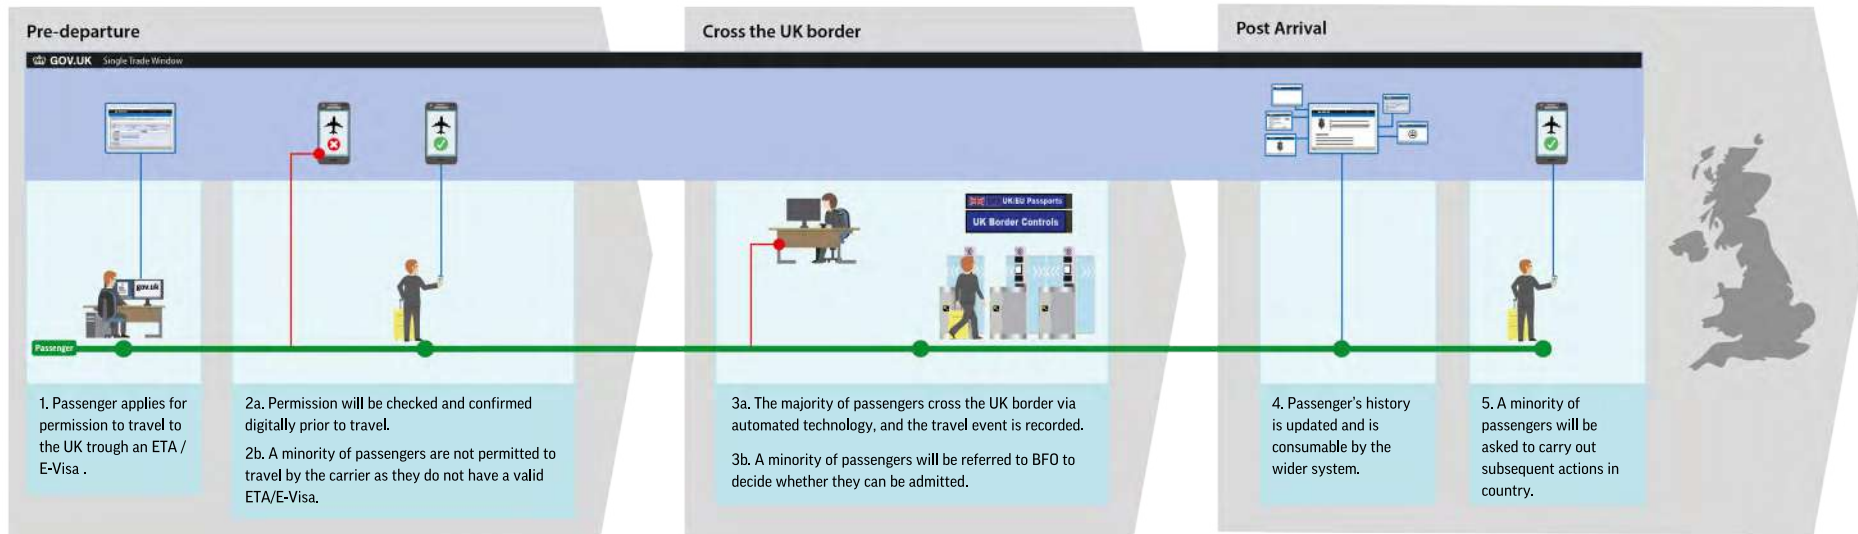 Pre-departure
Cross the UK border
Post Arrival
GOV.UK Single Trade Window
gov.uk
UK/EU Passports
UK Border Controls
Passenger
1. Passenger applies for
permission to travel to
the UK trough an ETA /
E-Visa .
2a. Permission will be checked and confirmed
digitally prior to travel.
2b. A minority of passengers are not permitted to
travel by the carrier as they do not have a valid
ETA/E-Visa.
3a. The majority of passengers cross the UK border via
automated technology, and the travel event is recorded.
3b. A minority of passengers will be referred to BFO to
decide whether they can be admitted.
4. Passenger's history
is updated and is
consumable by the
wider system.
5. A minority of
passengers will be
asked to carry out
subsequent actions in
country.